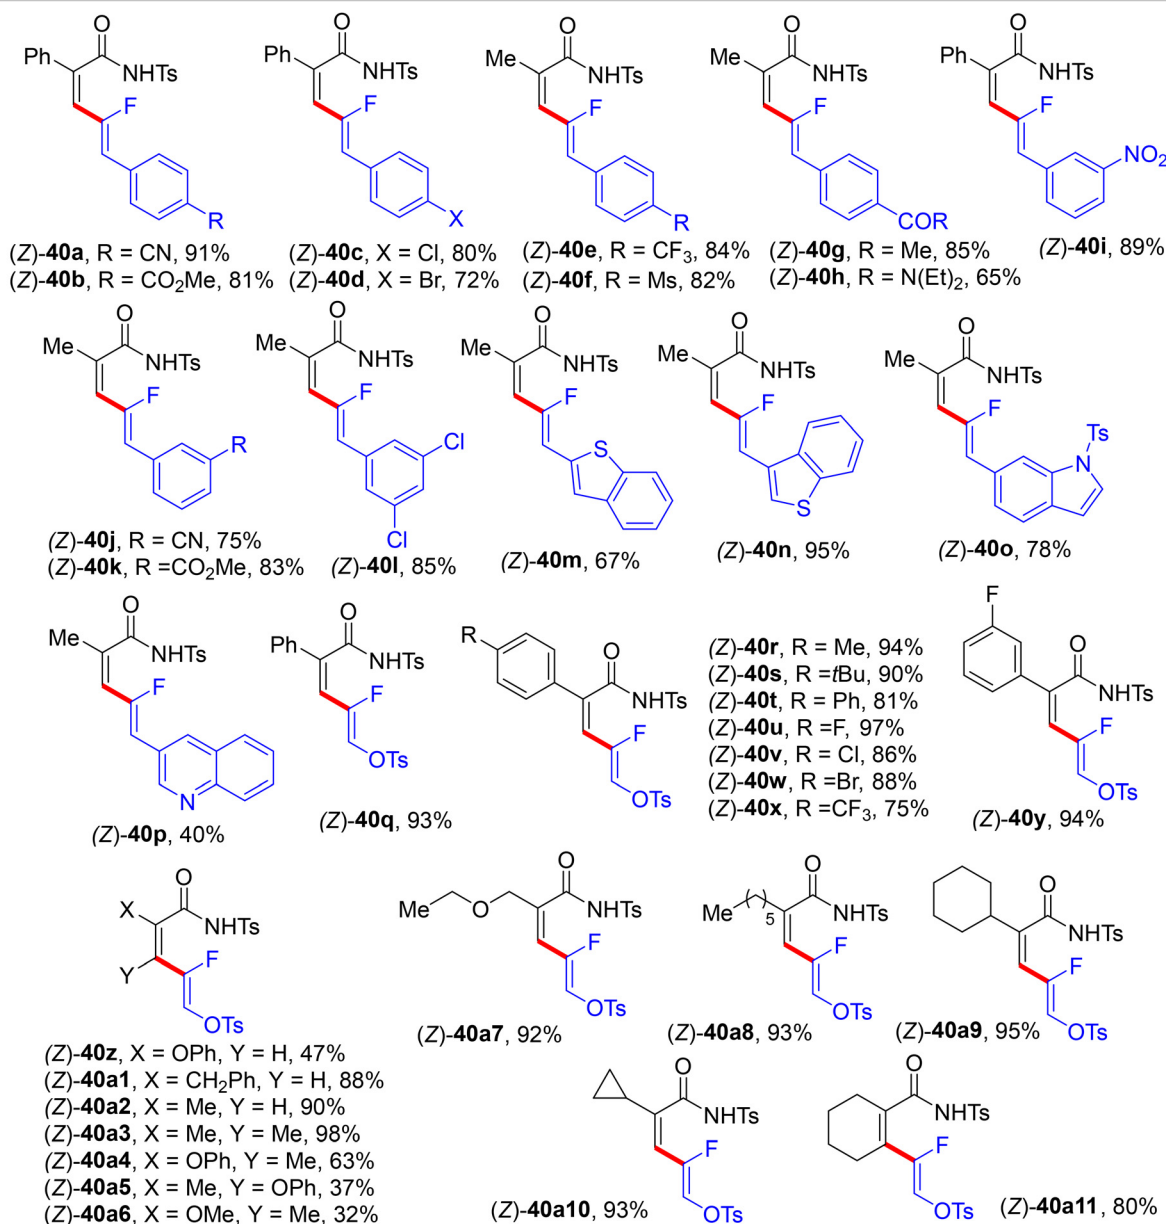 O
Ph
NHTs
F
R
(Z)-40a, R = CN, 91%
(Z)-40b, R = CO2Me, 81%
O
Ph
NHTs
F
X
(Z)-40c, X = Cl, 80%
(Z)-40d, X = Br, 72%
O
Me
NHTs
F
R
(Z)-40e, R = CF3, 84%
(Z)-40f, R = Ms, 82%
O
Me
NHTs
F
COR
(Z)-40g, R = Me, 85%
(Z)-40h, R = N(Et)2, 65%
O
Ph
NHTs
F
NO2
(Z)-40i, 89%
O
Me
NHTs
F
R
(Z)-40j, R = CN, 75%
(Z)-40k, R =CO2Me, 83%
O
Me
NHTs
F
Cl
Cl
(Z)-40l, 85%
O
Me
NHTs
F
S
(Z)-40m, 67%
O
Me
NHTs
F
S
(Z)-40n, 95%
O
Me
NHTs
F
Ts
N
(Z)-40o, 78%
O
Me
NHTs
F
N
(Z)-40p, 40%
O
Ph
NHTs
F
OTs
(Z)-40q, 93%
R
O
NHTs
F
OTs
(Z)-40r, R = Me, 94%
(Z)-40s, R =tBu, 90%
(Z)-40t, R = Ph, 81%
(Z)-40u, R =F, 97%
(Z)-40v, R = Cl, 86%
(Z)-40w, R =Br, 88%
(Z)-40x, R =CF3, 75%
F
O
NHTs
F
OTs
(Z)-40y, 94%
O
X
NHTs
Y
F
OTs
(Z)-40z, X = OPh, Y = H, 47%
(Z)-40a1, X = CH2Ph, Y = H, 88%
(Z)-40a2, X = Me, Y = H, 90%
(Z)-40a3, X = Me, Y = Me, 98%
(Z)-40a4, X = OPh, Y = Me, 63%
(Z)-40a5, X = Me, Y = OPh, 37%
(Z)-40a6, X = OMe, Y = Me, 32%
O
Me
O
NHTs
F
OTs
(Z)-40a7, 92%
O
Me
5
NHTs
F
OTs
(Z)-40a8, 93%
O
NHTs
F
OTs
(Z)-40a9, 95%
O
NHTs
F
OTs
(Z)-40a10, 93%
O
NHTs
F
OTs
(Z)-40a11, 80%